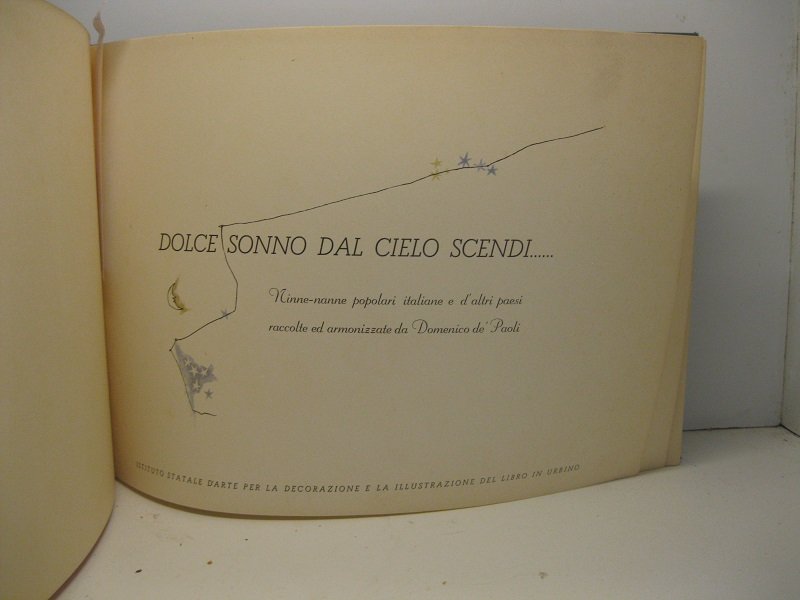 DOLCE SONNO DAL CIELO SCENDI......
Ninne-nanne popolari italiane e d'altri paesi
raccolte ed armonizzate da Domenico de' Paoli
ISTITUTO STATALE D'ARTE PER LA DECORAZIONE E LA ILLUSTRAZIONE DEL LIBRO IN URBINO